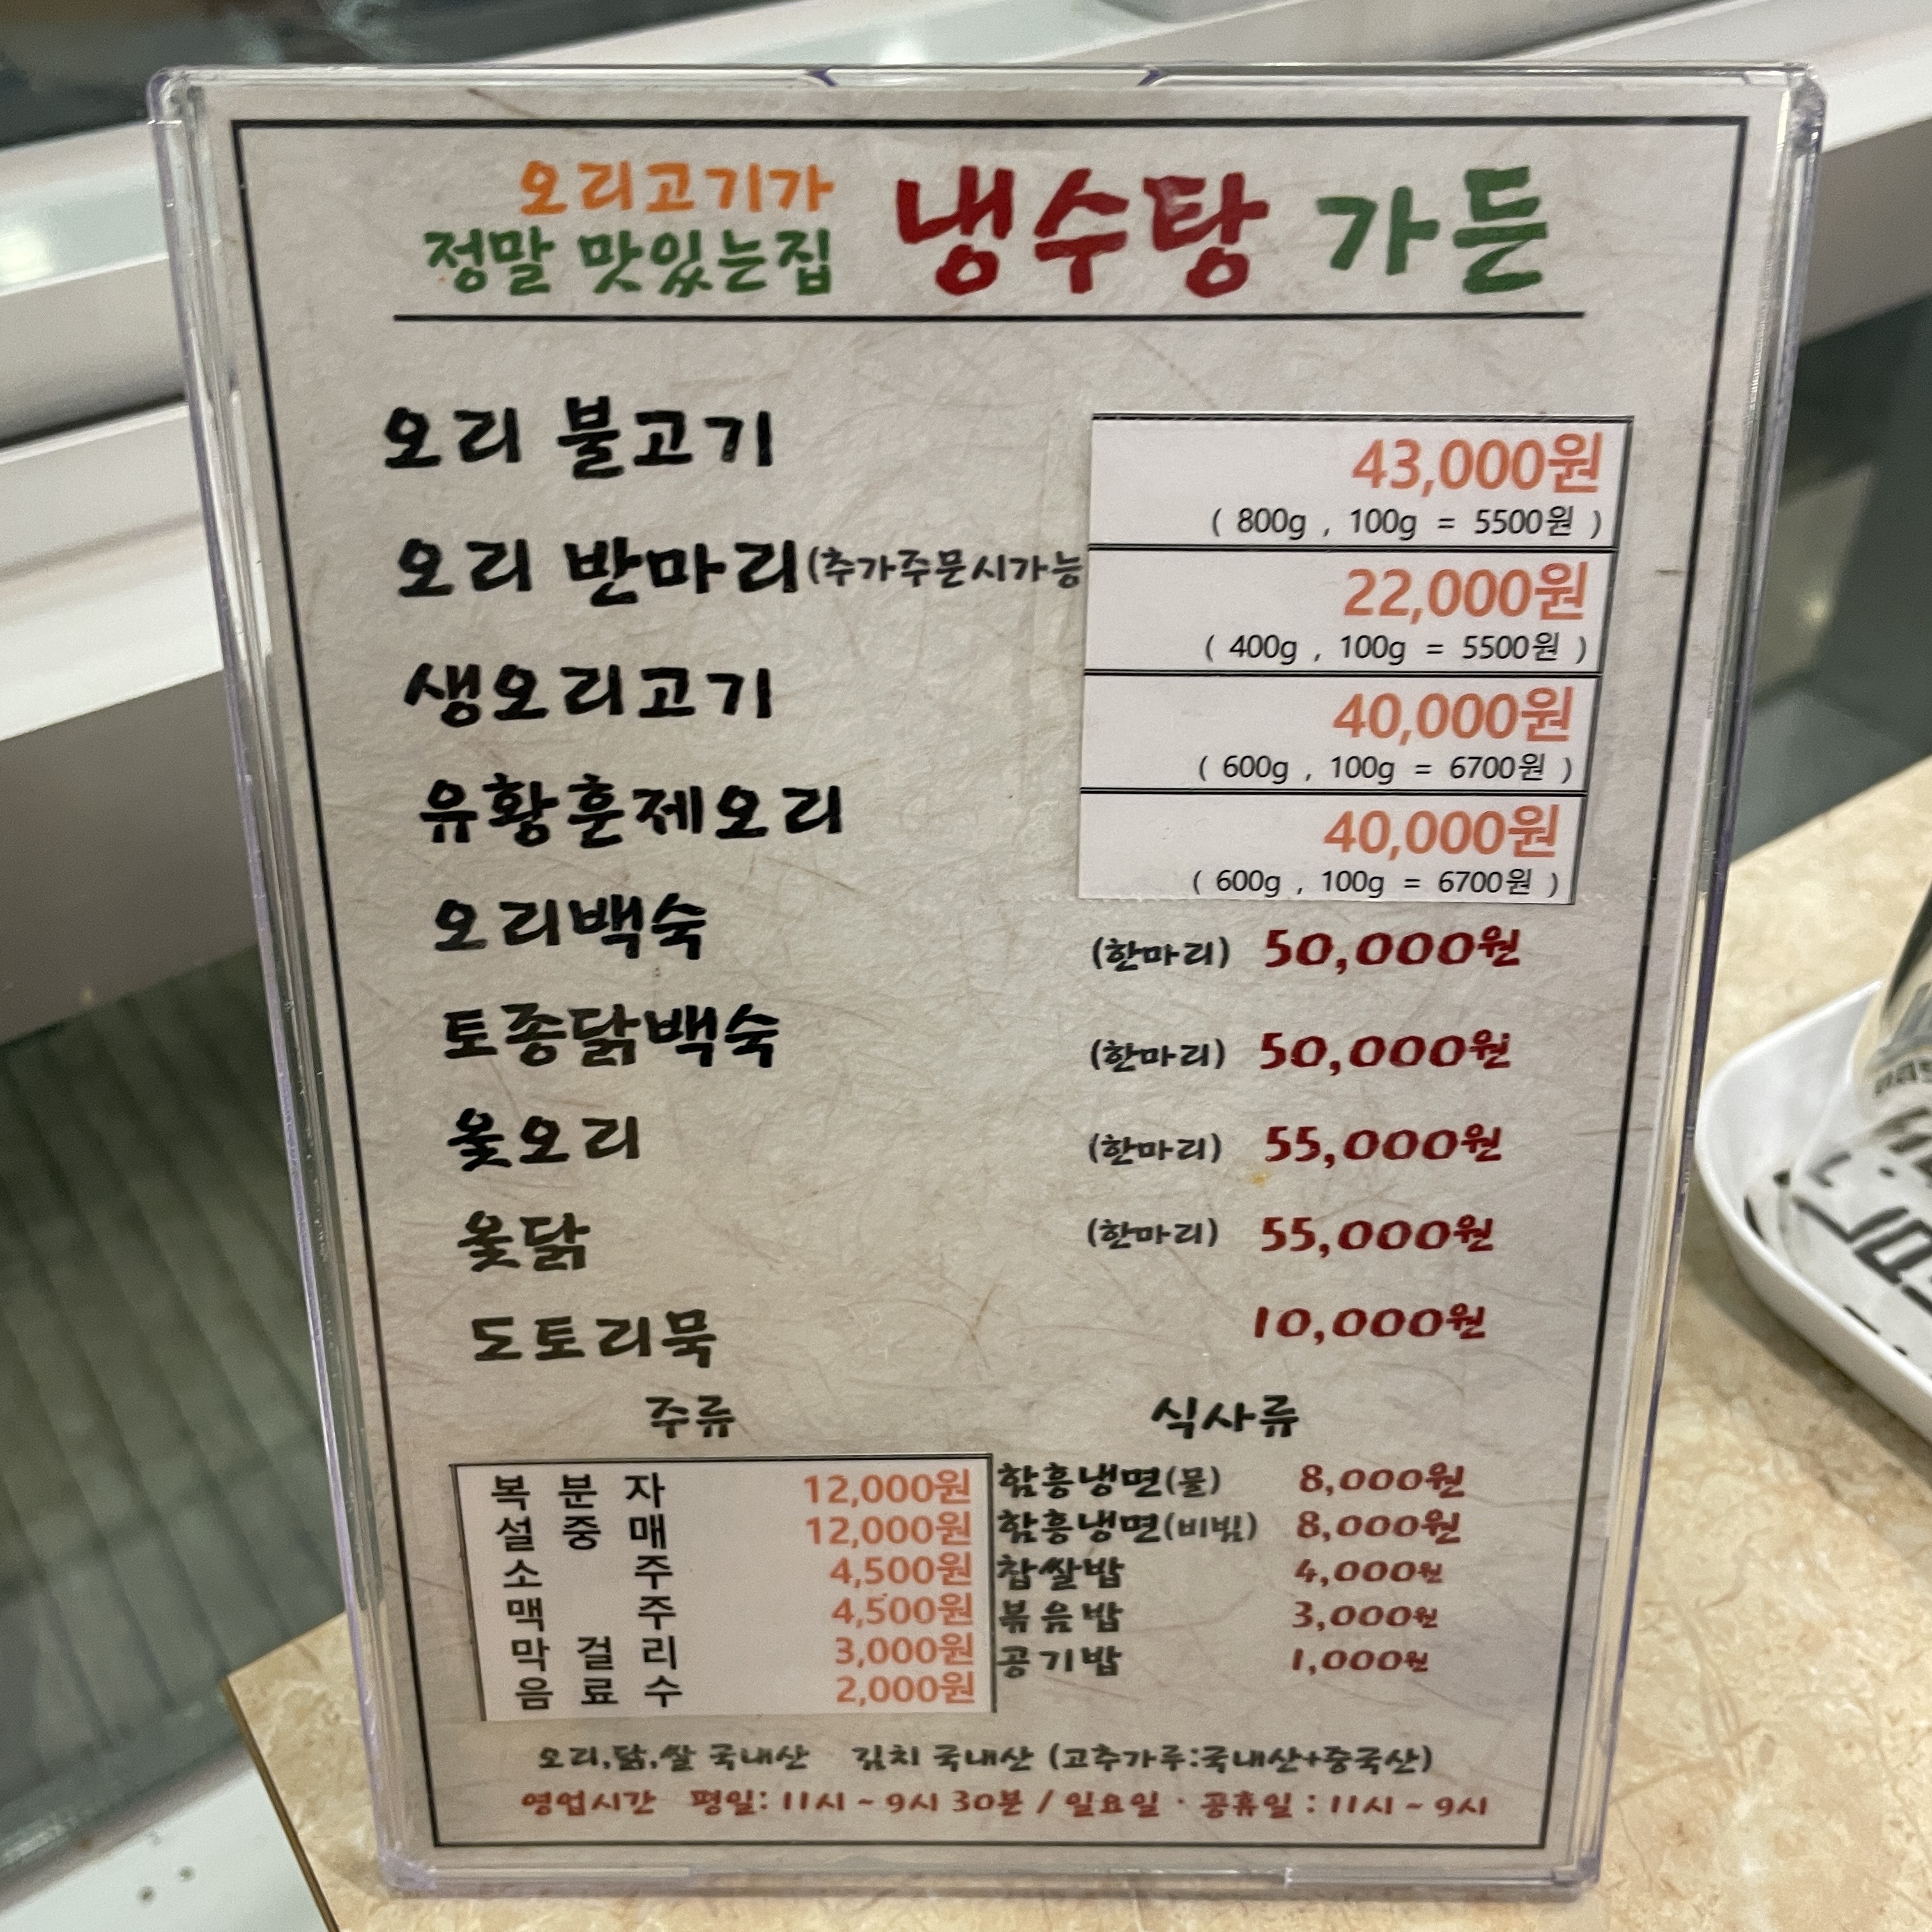 오리고기가
정말 맛있는집
냉수탕 가든
오리 불고기 43,000원
( 800g , 100g = 5500원 )
오리 반마리(추가주문시가능 22,000원
( 400g , 100g = 5500원 )
생오리고기 40,000원
( 600g , 100g = 6700원 )
유황훈제오리 40,000원
( 600g , 100g = 6700원 )
오리백숙 (한마리) 50,000원
토종닭백숙 (한마리) 50,000원
옻오리 (한마리) 55,000원
옻닭 (한마리) 55,000원
도토리묵 10,000원
주류
복 분 자 12,000원
설 중 매 12,000원
소 주 4,500원
맥 주 4,500원
막 걸 리 3,000원
음 료 수 2,000원
식사류
함흥냉면(물) 8,000원
함흥냉면(비빔) 8,000원
찹쌀밥 4,000원
볶음밥 3,000원
공기밥 1,000원
오리,닭,쌀 국내산 김치 국내산 (고추가루:국내산+중국산)
영업시간 평일: 11시 ~ 9시 30분 / 일요일 · 공휴일 : 11시 ~ 9시